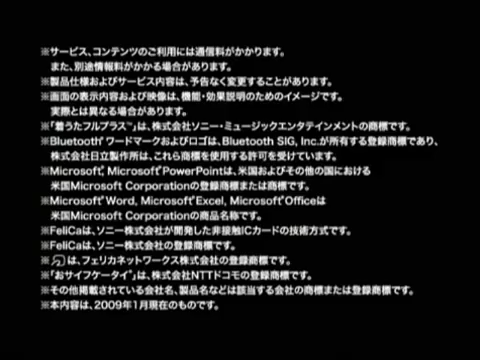 ※サービス、コンテンツのご利用には通信料がかかります。
また、別途情報料がかかる場合があります。
※製品仕様およびサービス内容は、予告なく変更することがあります。
※画面の表示内容および映像は、機能・効果説明のためのイメージです。
実際とは異なる場合があります。
※「着うたフルプラス™」は、株式会社ソニー・ミュージックエンタテインメントの商標です。
※Bluetooth®ワードマークおよびロゴは、Bluetooth SIG, Inc.が所有する登録商標であり、
株式会社日立製作所は、これら商標を使用する許可を受けています。
※Microsoft®, Microsoft®PowerPointは、米国およびその他の国における
米国Microsoft Corporationの登録商標または商標です。
※Microsoft®Word, Microsoft®Excel, Microsoft®Officeは
米国Microsoft Corporationの商品名称です。
※FeliCaは、ソニー株式会社が開発した非接触ICカードの技術方式です。
※FeliCaは、ソニー株式会社の登録商標です。
※ は、フェリカネットワークス株式会社の登録商標です。
※「おサイフケータイ®」は、株式会社NTTドコモの登録商標です。
※その他掲載されている会社名、製品名などは該当する会社の商標または登録商標です。
※本内容は、2009年1月現在のものです。